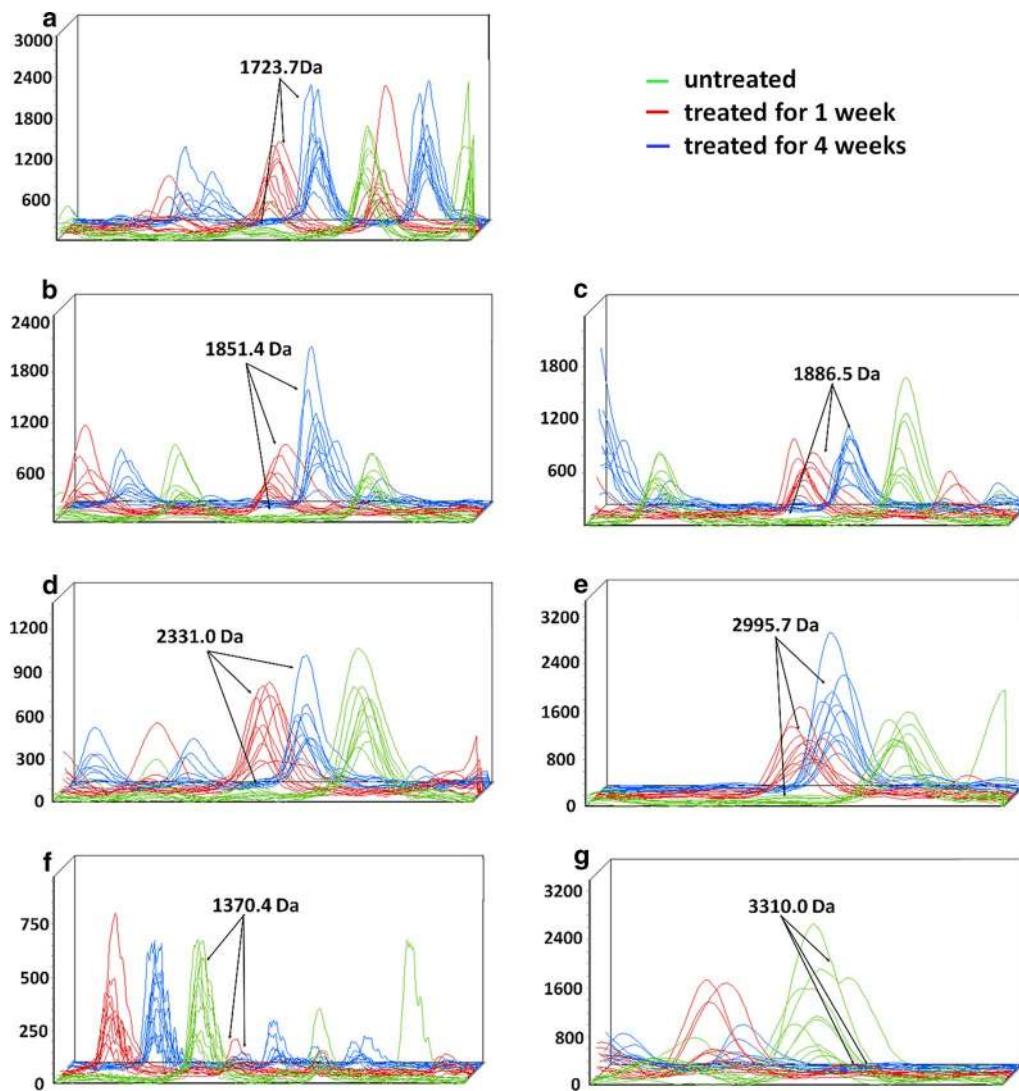 a
3000
2400
1800
1200
600
1723.7Da
untreated
treated for 1 week
treated for 4 weeks
b
2400
1800
1200
600
1851.4 Da
c
1800
1200
600
1886.5 Da
d
1200
900
600
300
0
2331.0 Da
e
3200
2400
1600
800
0
2995.7 Da
f
750
500
250
0
1370.4 Da
g
3200
2400
1600
800
0
3310.0 Da